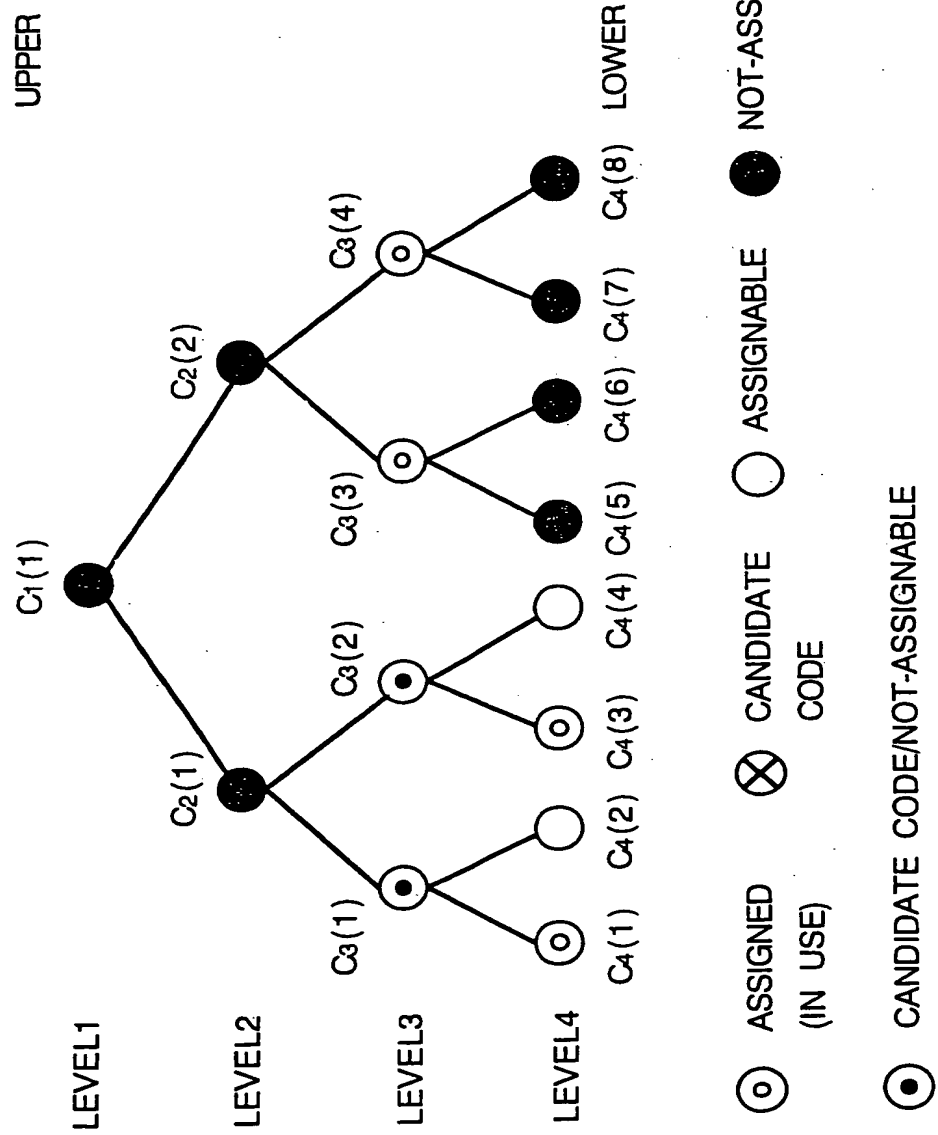 UPPER
LEVEL1
C1(1)
LEVEL2
C2(1)
C2(2)
LEVEL3
C3(1)
C3(2)
C3(3)
C3(4)
LEVEL4
C4(1)
C4(2)
C4(3)
C4(4)
C4(5)
C4(6)
C4(7)
C4(8)
LOWER
ASSIGNED
(IN USE)
CANDIDATE
CODE
ASSIGNABLE
NOT-ASS
CANDIDATE CODE/NOT-ASSIGNABLE